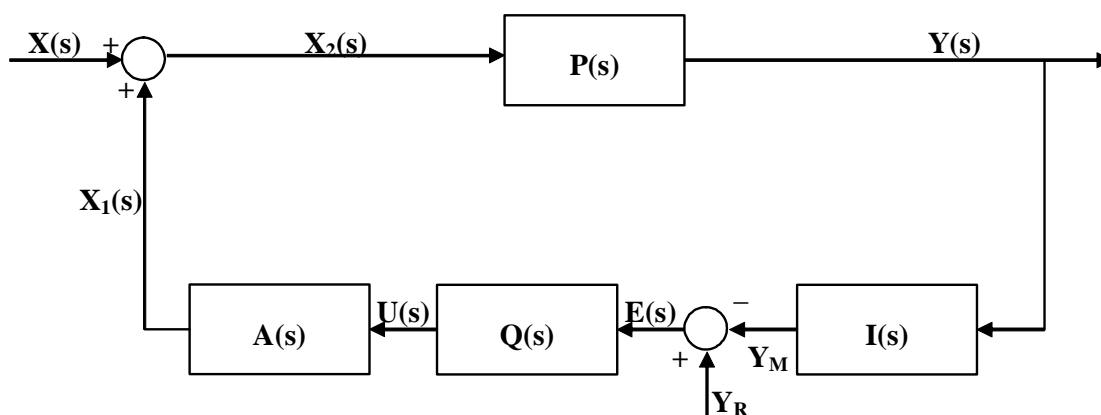 X(s) + X₂(s) P(s) Y(s)
+
X₁(s)
A(s) U(s) Q(s) E(s) − I(s)
+ Y_M
Y_R